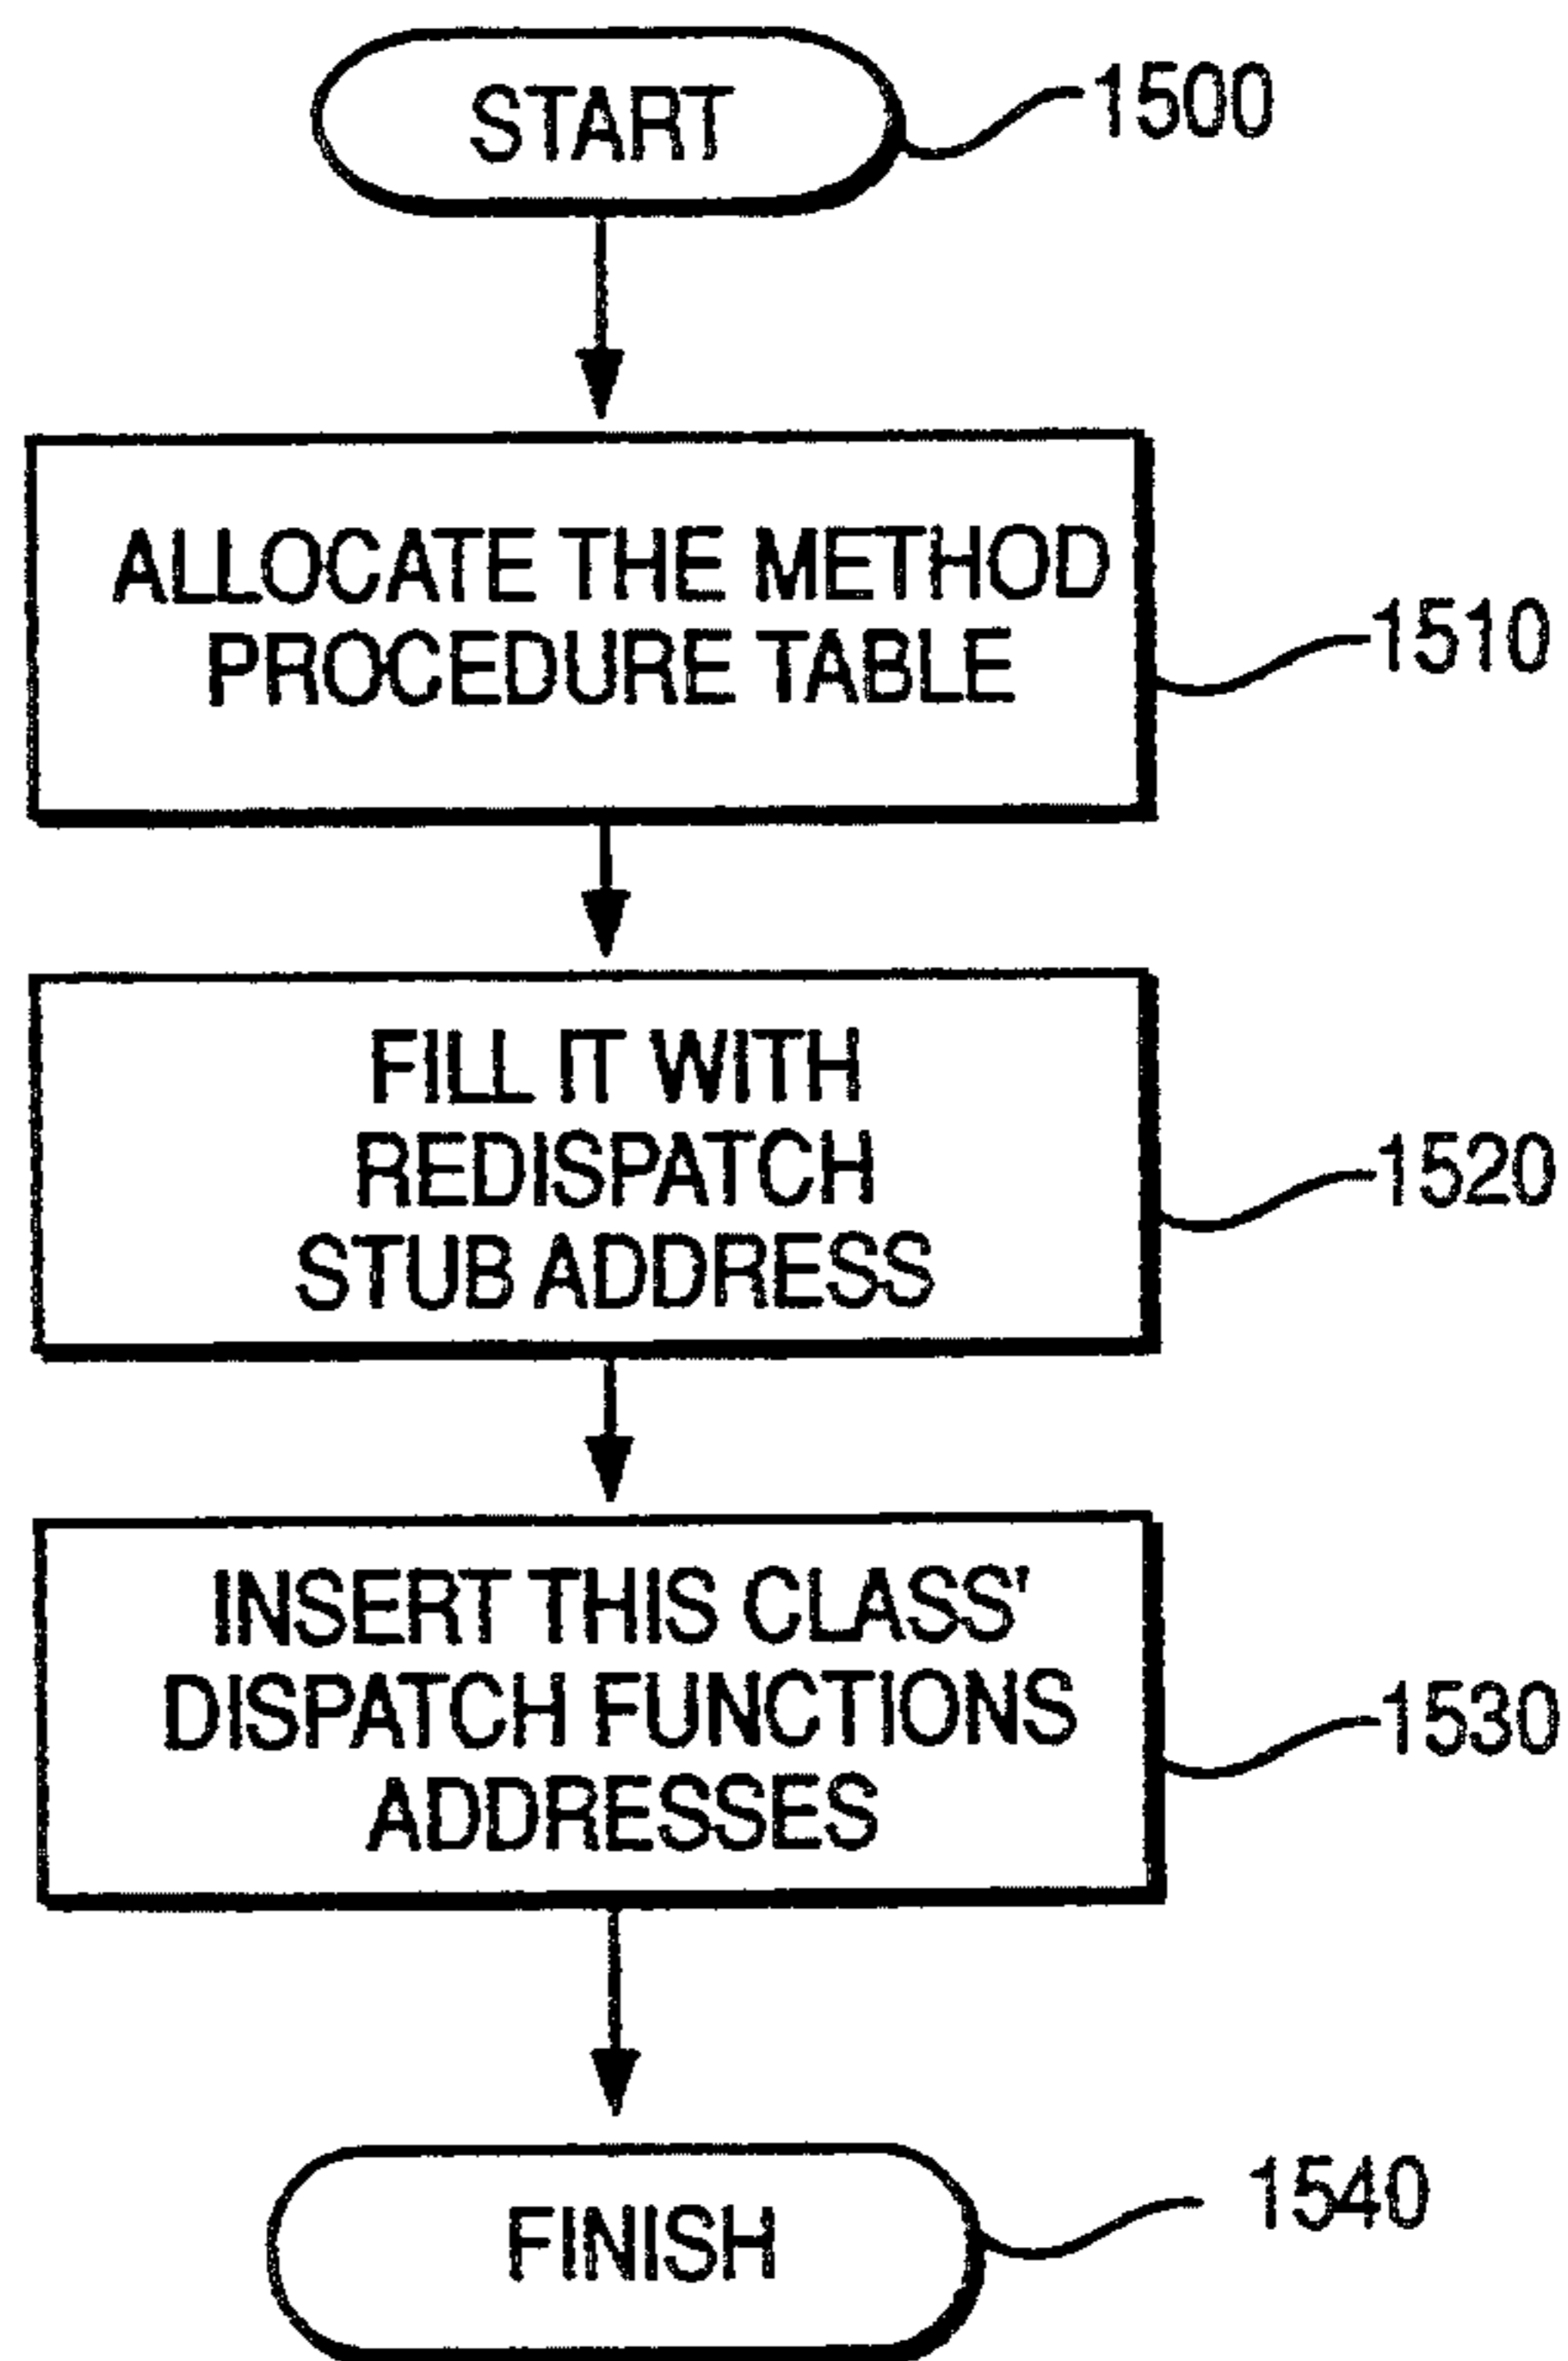 START
1500
ALLOCATE THE METHOD
PROCEDURE TABLE
1510
FILL IT WITH
REDISPATCH
STUB ADDRESS
1520
INSERT THIS CLASS'
DISPATCH FUNCTIONS
ADDRESSES
1530
FINISH
1540